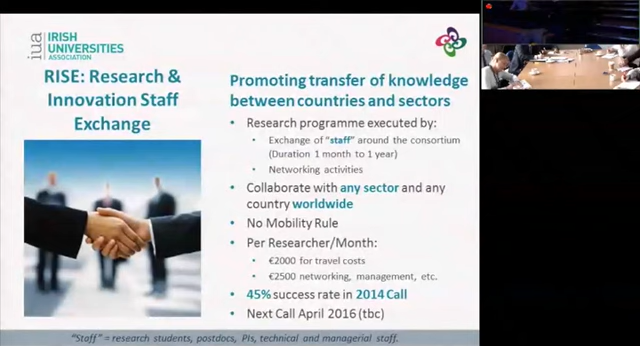 iua
IRISH
UNIVERSITIES
ASSOCIATION
RISE: Research &
Innovation Staff
Exchange
Promoting transfer of knowledge
between countries and sectors
• Research programme executed by:
• Exchange of “staff” around the consortium
(Duration 1 month to 1 year)
• Networking activities
• Collaborate with any sector and any
country worldwide
• No Mobility Rule
• Per Researcher/Month:
• €2000 for travel costs
• €2500 networking, management, etc.
• 45% success rate in 2014 Call
• Next Call April 2016 (tbc)
“Staff” = research students, postdocs, PIs, technical and managerial staff.